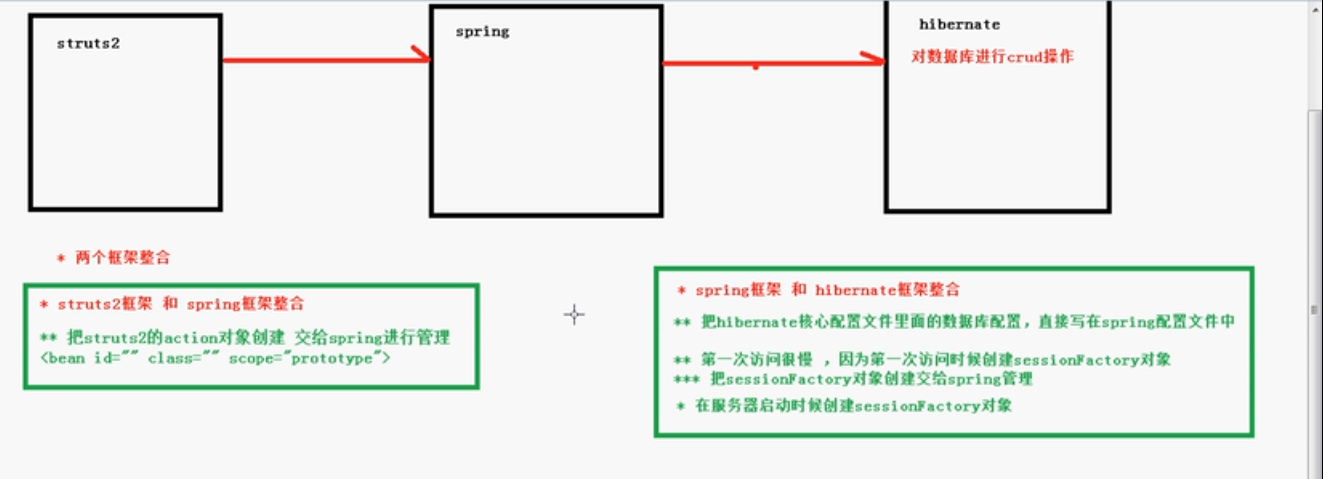 struts2
spring
hibernate
对数据库进行crud操作
* 两个框架整合
* struts2框架 和 spring框架整合
** 把struts2的action对象创建 交给spring进行管理
<bean id="" class="" scope="prototype">
* spring框架 和 hibernate框架整合
** 把hibernate核心配置文件里面的数据库配置，直接写在spring配置文件中
** 第一次访问很慢 ，因为第一次访问时候创建sessionFactory对象
*** 把sessionFactory对象创建交给spring管理
* 在服务器启动时候创建sessionFactory对象